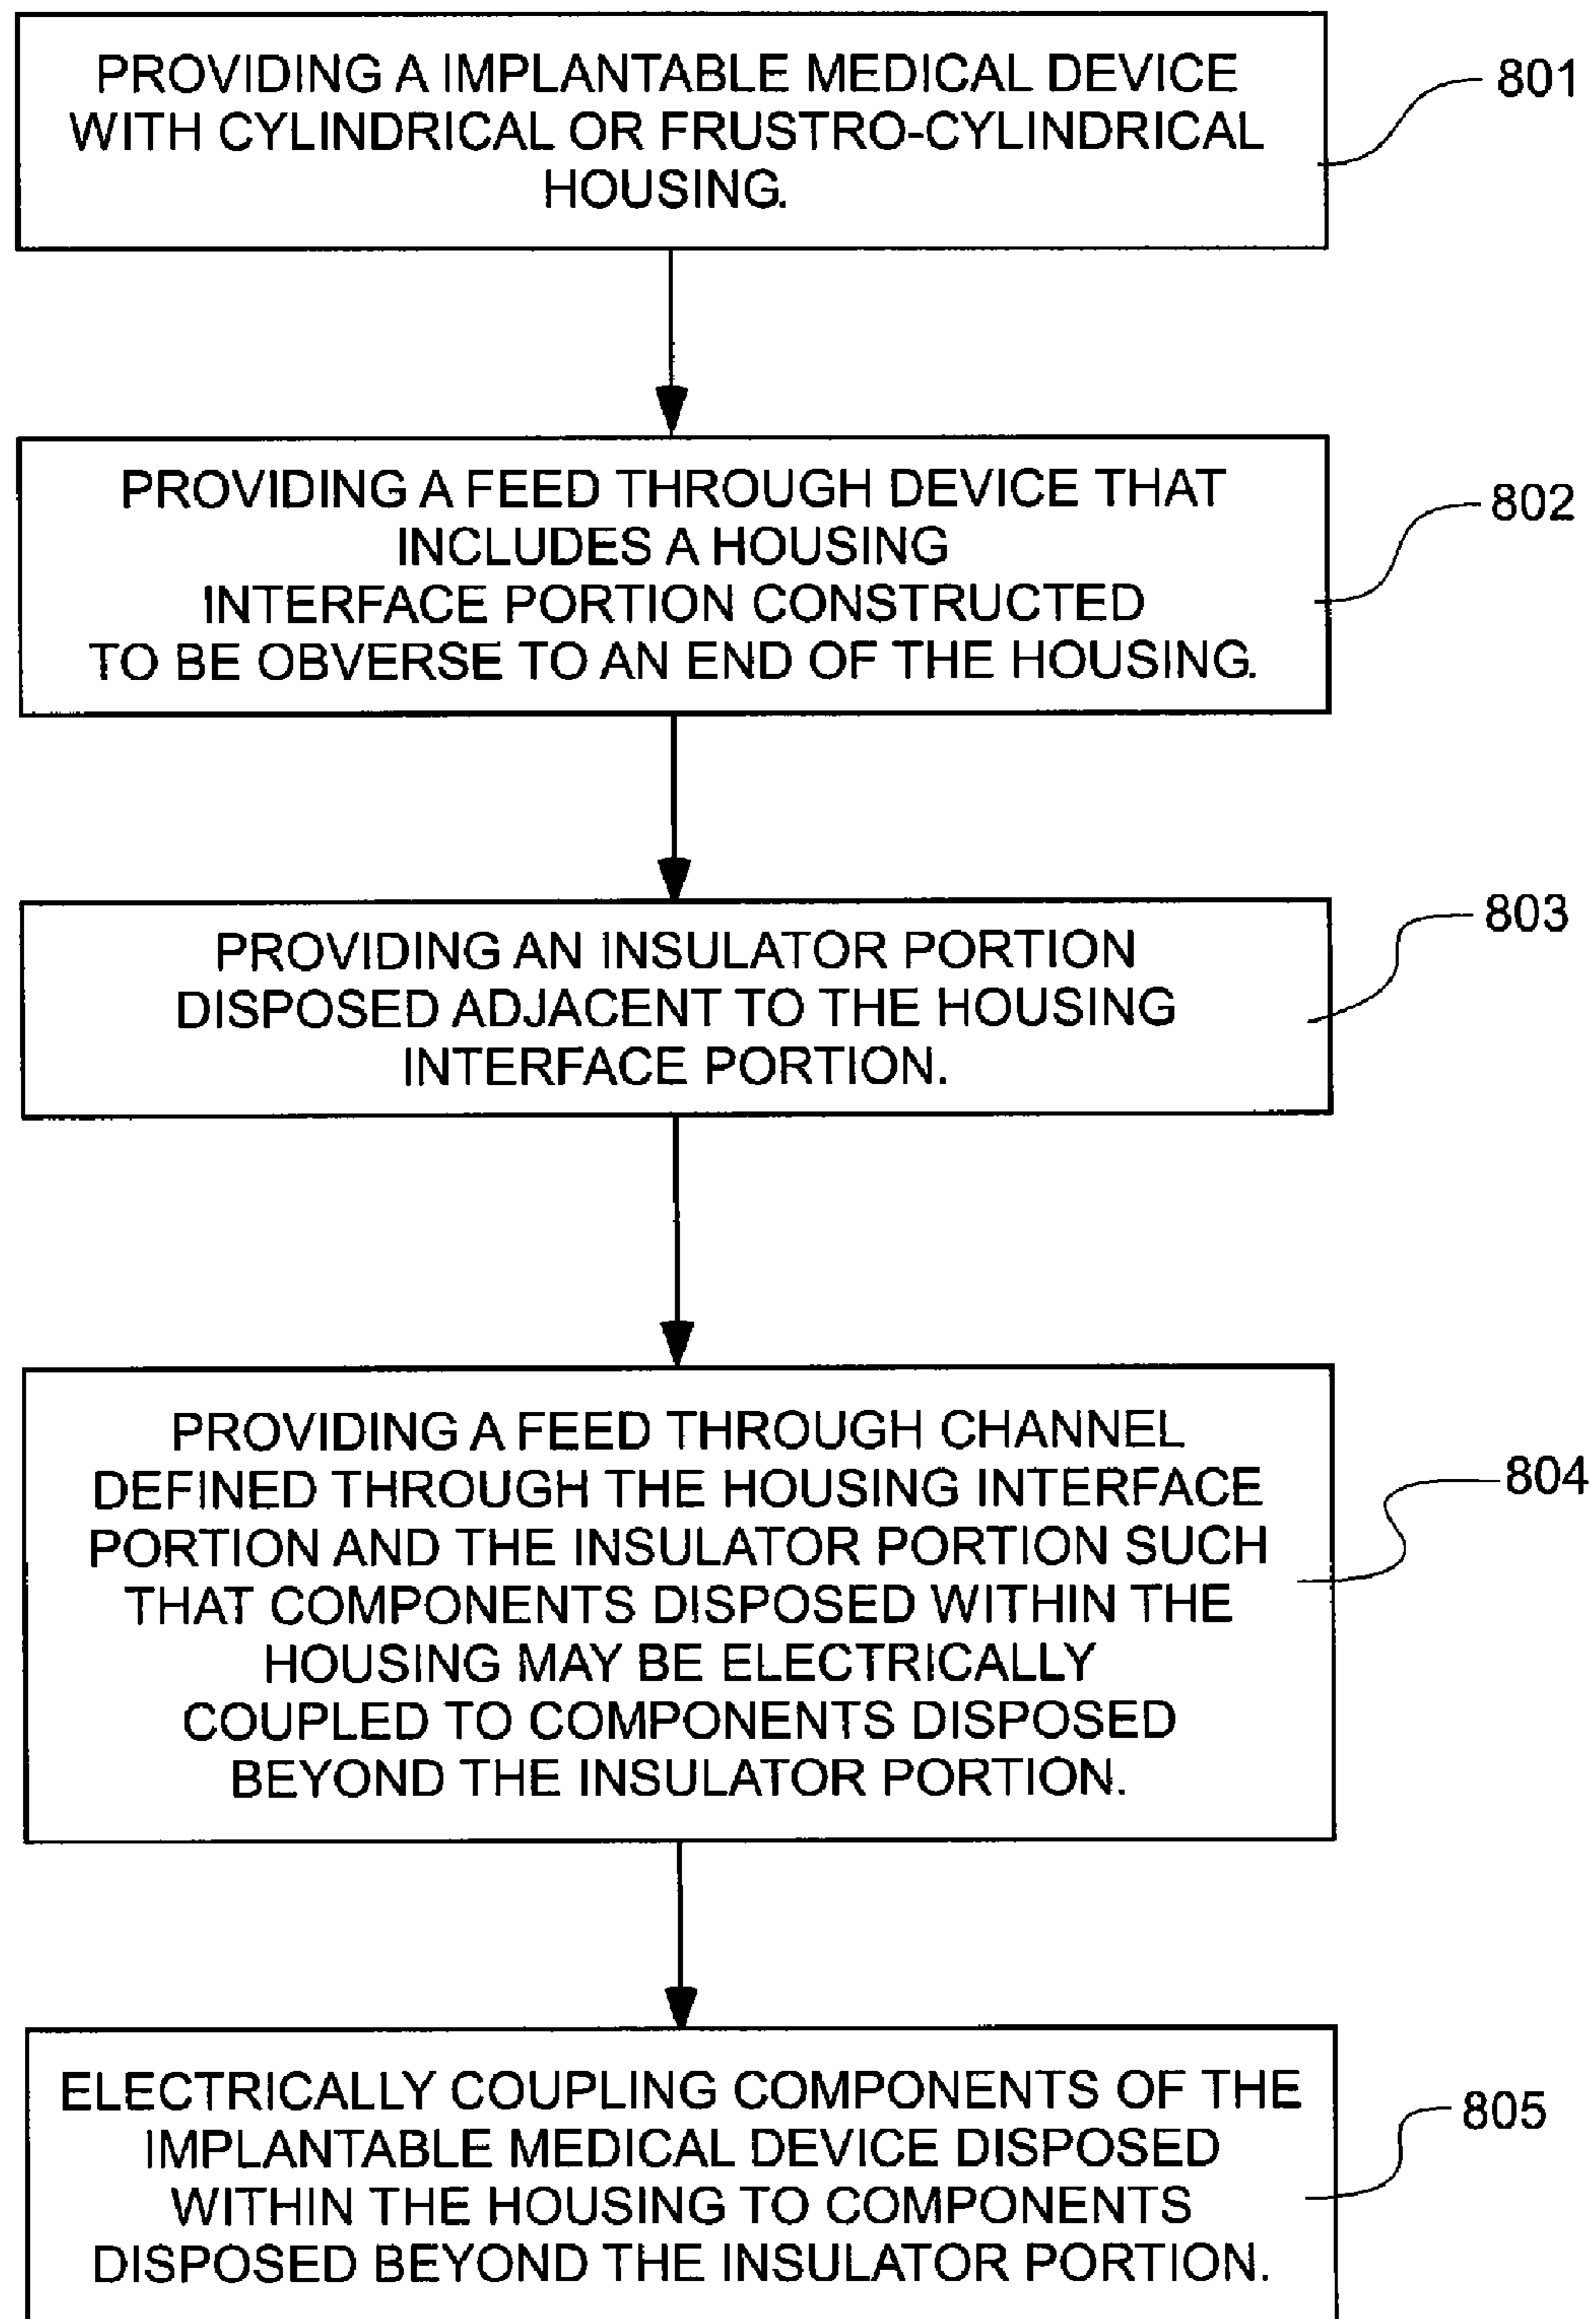 PROVIDING A IMPLANTABLE MEDICAL DEVICE
WITH CYLINDRICAL OR FRUSTRO-CYLINDRICAL
HOUSING.
801
PROVIDING A FEED THROUGH DEVICE THAT
INCLUDES A HOUSING
INTERFACE PORTION CONSTRUCTED
TO BE OBVERSE TO AN END OF THE HOUSING.
802
PROVIDING AN INSULATOR PORTION
DISPOSED ADJACENT TO THE HOUSING
INTERFACE PORTION.
803
PROVIDING A FEED THROUGH CHANNEL
DEFINED THROUGH THE HOUSING INTERFACE
PORTION AND THE INSULATOR PORTION SUCH
THAT COMPONENTS DISPOSED WITHIN THE
HOUSING MAY BE ELECTRICALLY
COUPLED TO COMPONENTS DISPOSED
BEYOND THE INSULATOR PORTION.
804
ELECTRICALLY COUPLING COMPONENTS OF THE
IMPLANTABLE MEDICAL DEVICE DISPOSED
WITHIN THE HOUSING TO COMPONENTS
DISPOSED BEYOND THE INSULATOR PORTION.
805